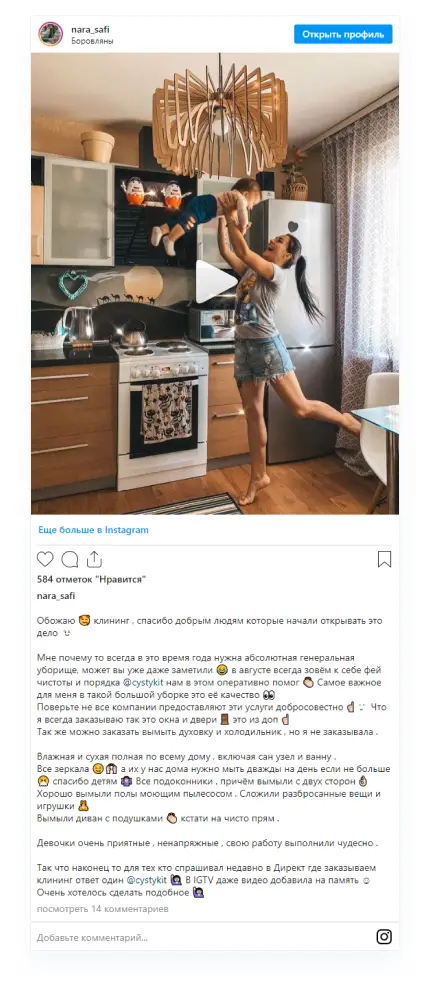 nara_safi
Боровляны
Открыть профиль
Еще больше в Instagram
584 отметок "Нравится"
nara_safi
Обожаю 🥰 клининг , спасибо добрым людям которые начали открывать это
дело
Мне почему то всегда в это время года нужна абсолютная генеральная
уборище, может вы уже даже заметили 😂 в августе всегда зовём к себе фей
чистоты и порядка @cystykit нам в этом оперативно помог 👏🏻 Самое важное
для меня в такой большой уборке это её качество 👀
Поверьте не все компании предоставляют эти услуги добросовестно ☝🏻 Что
я всегда заказываю так это окна и двери 🚪 это из доп ☝🏻
Так же можно заказать вымыть духовку и холодильник , но я не заказывала .
Влажная и сухая полная по всему дому , включая сан узел и ванну .
Все зеркала а их у нас дома нужно мыть дважды на день если не больше
спасибо детям Все подоконники , причём вымыли с двух сторон 👌🏻
Хорошо вымыли полы моющим пылесосом . Сложили разбросанные вещи и
игрушки 🧸
Вымыли диван с подушками 👏🏻 кстати на чисто прям .
Девочки очень приятные , ненапряжные , свою работу выполнили чудесно .
Так что наконец то для тех кто спрашивал недавно в Директ где заказываем
клининг ответ один @cystykit 🙋🏻‍♀️ В IGTV даже видео добавила на память ☺
Очень хотелось сделать подобное 🙋🏻‍♀️
посмотреть 14 комментариев
Добавьте комментарий...